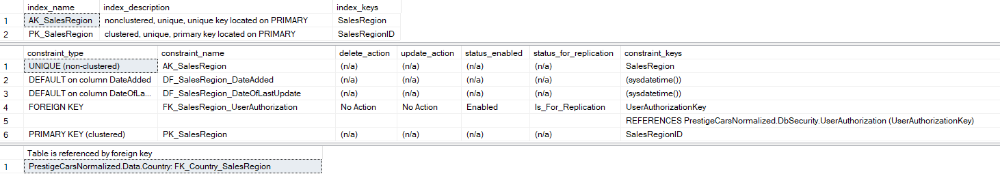 index_name index_description index_keys
1 AK_SalesRegion nonclustered, unique, unique key located on PRIMARY SalesRegion
2 PK_SalesRegion clustered, unique, primary key located on PRIMARY SalesRegionID
constraint_type constraint_name delete_action update_action status_enabled status_for_replication constraint_keys
1 UNIQUE (non-clustered) AK_SalesRegion (n/a) (n/a) (n/a) (n/a) SalesRegion
2 DEFAULT on column DateAdded DF_SalesRegion_DateAdded (n/a) (n/a) (n/a) (n/a) (sysdatetime())
3 DEFAULT on column DateOfLa... DF_SalesRegion_DateOfLastUpdate (n/a) (n/a) (n/a) (n/a) (sysdatetime())
4 FOREIGN KEY FK_SalesRegion_UserAuthorization No Action No Action Enabled Is_For_Replication UserAuthorizationKey
5 REFERENCES PrestigeCarsNormalized.DbSecurity.UserAuthorization (UserAuthorizationKey)
6 PRIMARY KEY (clustered) PK_SalesRegion (n/a) (n/a) (n/a) (n/a) SalesRegionID
Table is referenced by foreign key
1 PrestigeCarsNormalized.Data.Country: FK_Country_SalesRegion